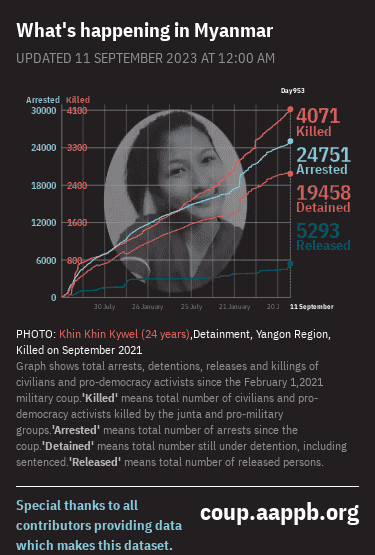 What's happening in Myanmar
UPDATED 11 SEPTEMBER 2023 AT 12:00 AM
Day953
Arrested Killed
30000 4100
24000 3300
18000 2400
12000 1600
6000 800
0
4071
Killed
24751
Arrested
19458
Detained
5293
Released
30 July 26 January 25 July 21 January 20 J 11 September
PHOTO: Khin Khin Kywel (24 years),Detainment, Yangon Region,
Killed on September 2021
Graph shows total arrests, detentions, releases and killings of
civilians and pro-democracy activists since the February 1,2021
military coup.'Killed' means total number of civilians and pro-
democracy activists killed by the junta and pro-military
groups.'Arrested' means total number of arrests since the
coup.'Detained' means total number still under detention, including
sentenced.'Released' means total number of released persons.
Special thanks to all
contributors providing data
which makes this dataset.
coup.aappb.org